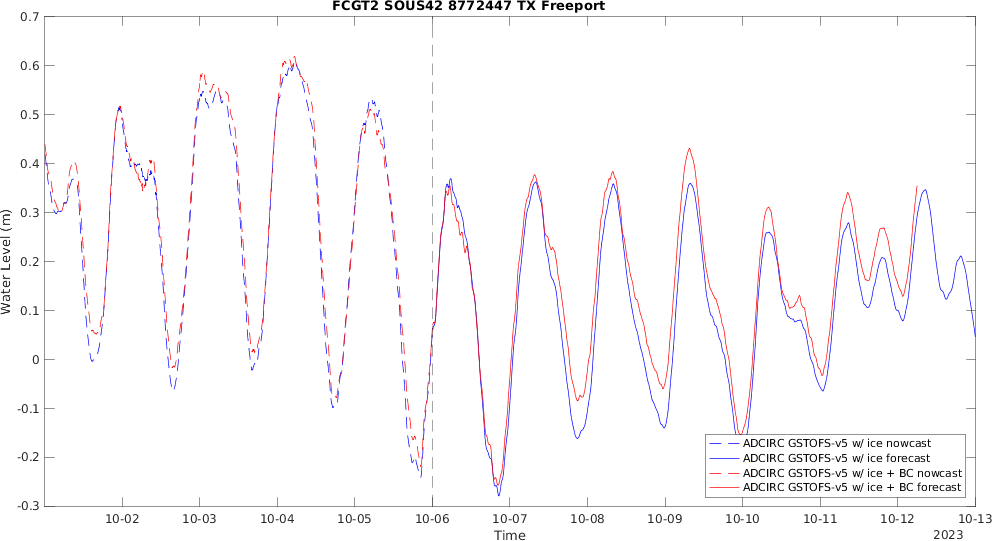 FCGT2 SOUS42 8772447 TX Freeport
0.7
0.6
0.5
0.4
0.3
0.2
0.1
0
-0.1
-0.2
-0.3
Water Level (m)
ADCIRC GSTOFS-v5 w/ ice nowcast
ADCIRC GSTOFS-v5 w/ ice forecast
ADCIRC GSTOFS-v5 w/ ice + BC nowcast
ADCIRC GSTOFS-v5 w/ ice + BC forecast
10-02 10-03 10-04 10-05 10-06 10-07 10-08 10-09 10-10 10-11 10-12 10-13
Time
2023